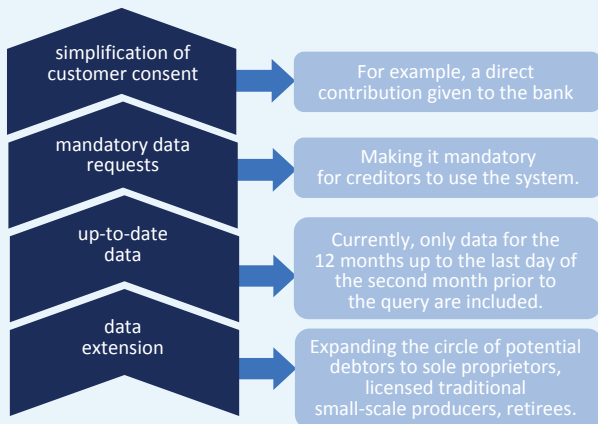 simplification of
customer consent
For example, a direct
contribution given to the bank
mandatory data
requests
Making it mandatory
for creditors to use the system.
up-to-date
data
Currently, only data for the
12 months up to the last day of
the second month prior to
the query are included.
data
extension
Expanding the circle of potential
debtors to sole proprietors,
licensed traditional
small-scale producers, retirees.